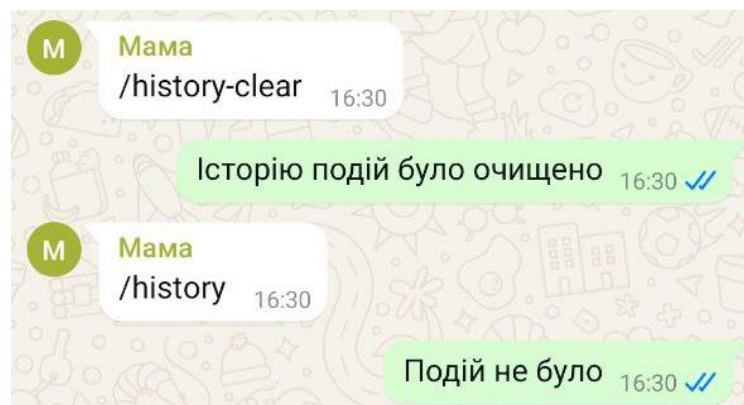 М Мама
/history-clear 16:30
Історію подій було очищено 16:30
М Мама
/history 16:30
Подій не було 16:30